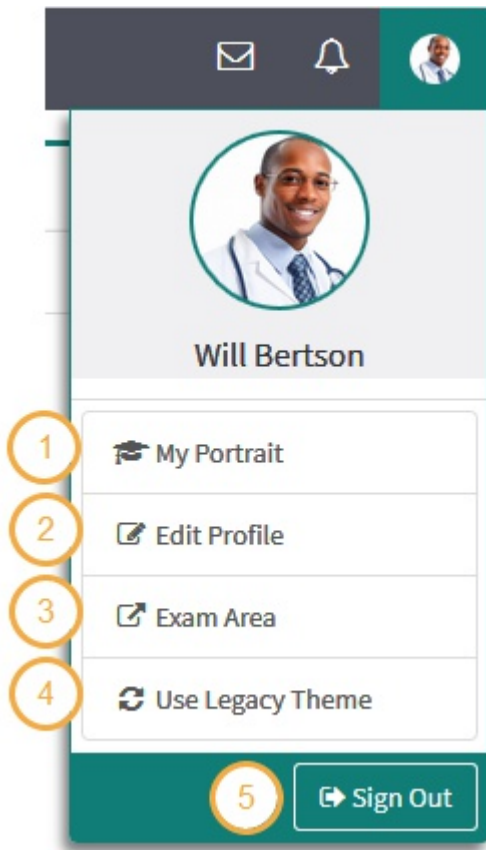 Will Bertson
1 My Portrait
2 Edit Profile
3 Exam Area
4 Use Legacy Theme
5 Sign Out